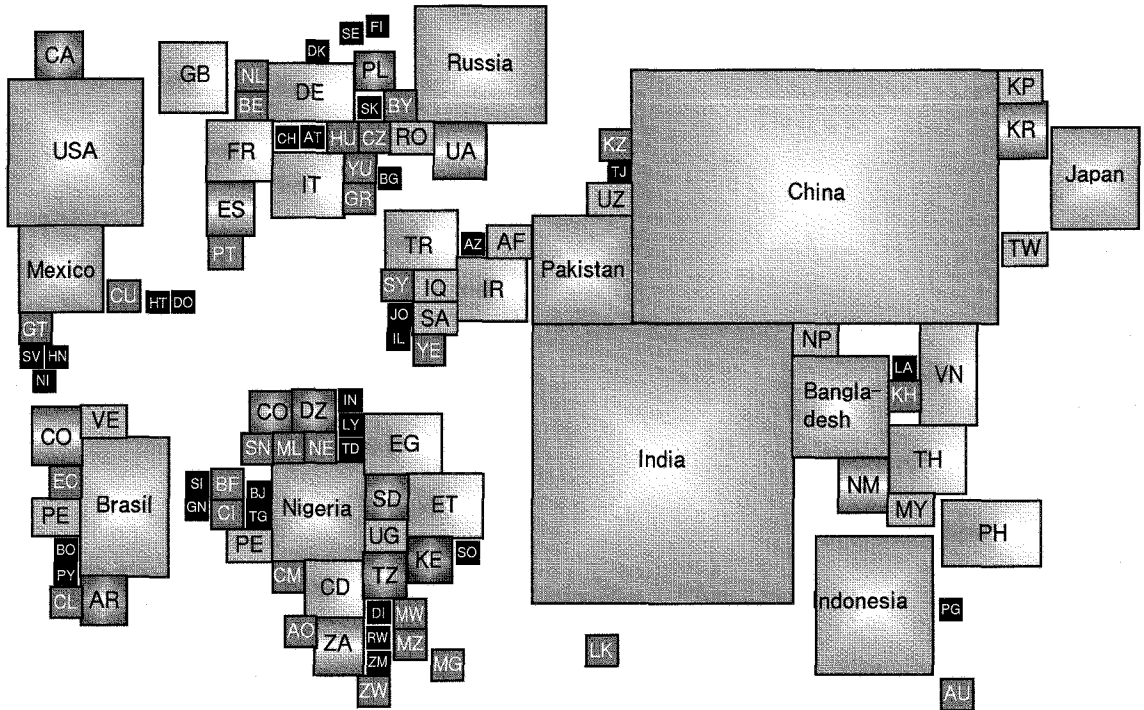 CA
USA
Mexico
CU
HT
DO
GT
SV
HN
NI
GB
NL
BE
DK
SE
FI
DE
PL
SK
BY
Russia
FR
CH
AT
HU
CZ
RO
UA
IT
YU
GR
BG
ES
PT
TR
AZ
AF
SY
IQ
IR
JO
SA
IL
YE
KZ
TJ
UZ
Pakistan
China
KP
KR
Japan
TW
India
NP
Bangla-
desh
LA
KH
VN
TH
NM
MY
PH
Indonesia
PG
LK
AU
CO
VE
EC
PE
Brasil
BO
PY
CL
AR
CO
DZ
IN
LY
TD
SN
ML
NE
EG
SI
GN
BF
CI
BJ
TG
Nigeria
SD
ET
PE
UG
KE
SO
CM
CD
TZ
AO
ZA
DI
MW
RW
MZ
ZM
MG
ZW